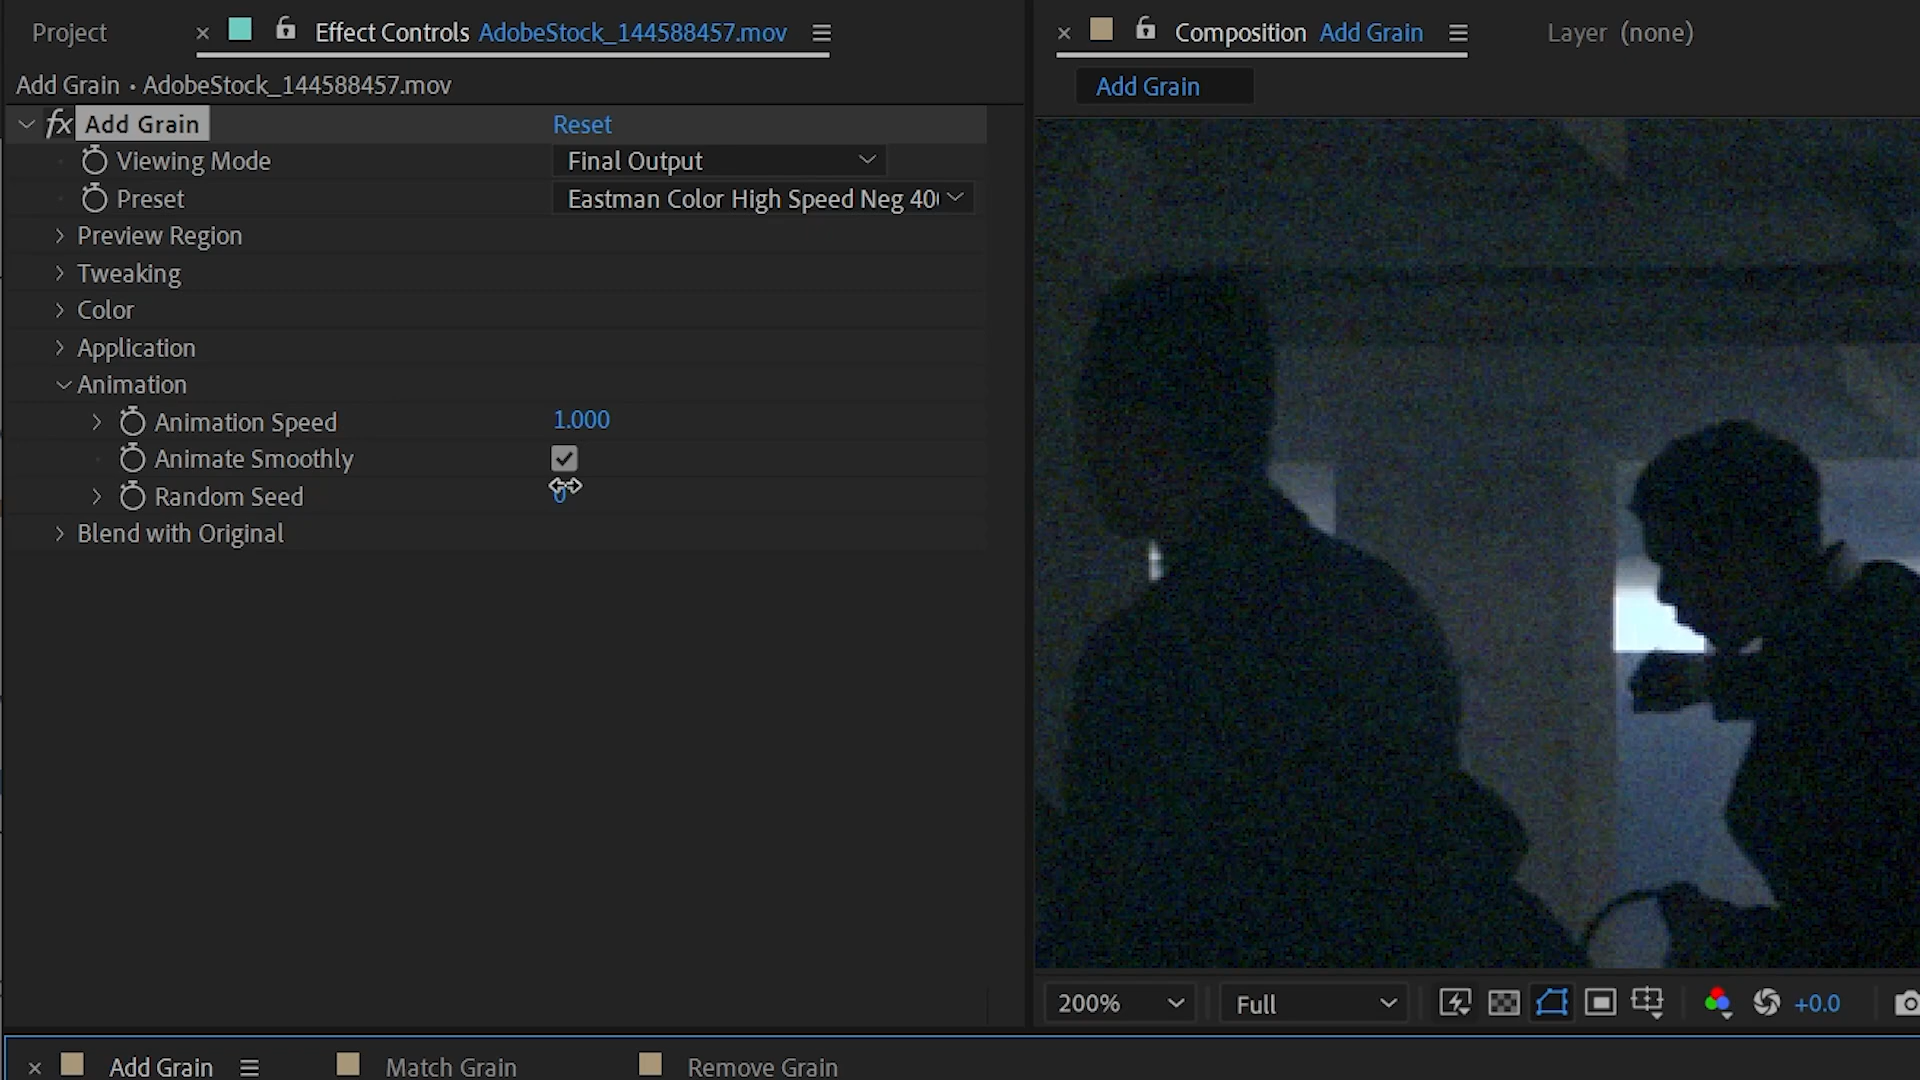 Project
Effect Controls AdobeStock_144588457.mov
Composition Add Grain
Layer (none)
Add Grain • AdobeStock_144588457.mov
Add Grain
fx Add Grain Reset
Viewing Mode Final Output
Preset Eastman Color High Speed Neg 40
Preview Region
Tweaking
Color
Application
Animation
Animation Speed 1.000
Animate Smoothly
Random Seed 0
Blend with Original
200% Full +0.0
Add Grain
Match Grain
Remove Grain